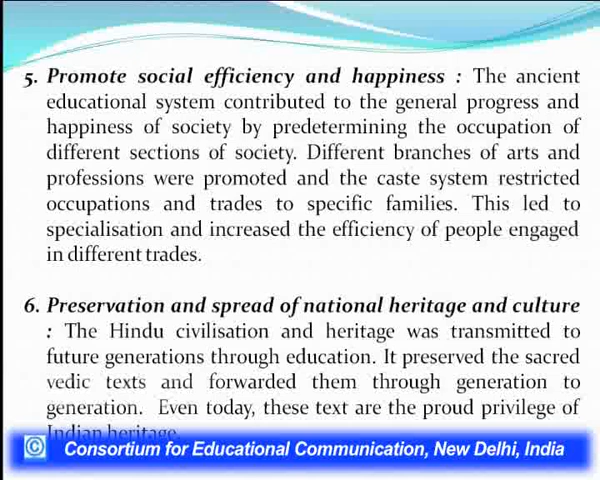 5. Promote social efficiency and happiness : The ancient
educational system contributed to the general progress and
happiness of society by predetermining the occupation of
different sections of society. Different branches of arts and
professions were promoted and the caste system restricted
occupations and trades to specific families. This led to
specialisation and increased the efficiency of people engaged
in different trades.
6. Preservation and spread of national heritage and culture
: The Hindu civilisation and heritage was transmitted to
future generations through education. It preserved the sacred
vedic texts and forwarded them through generation to
generation. Even today, these text are the proud privilege of
Indian heritage.
© Consortium for Educational Communication, New Delhi, India